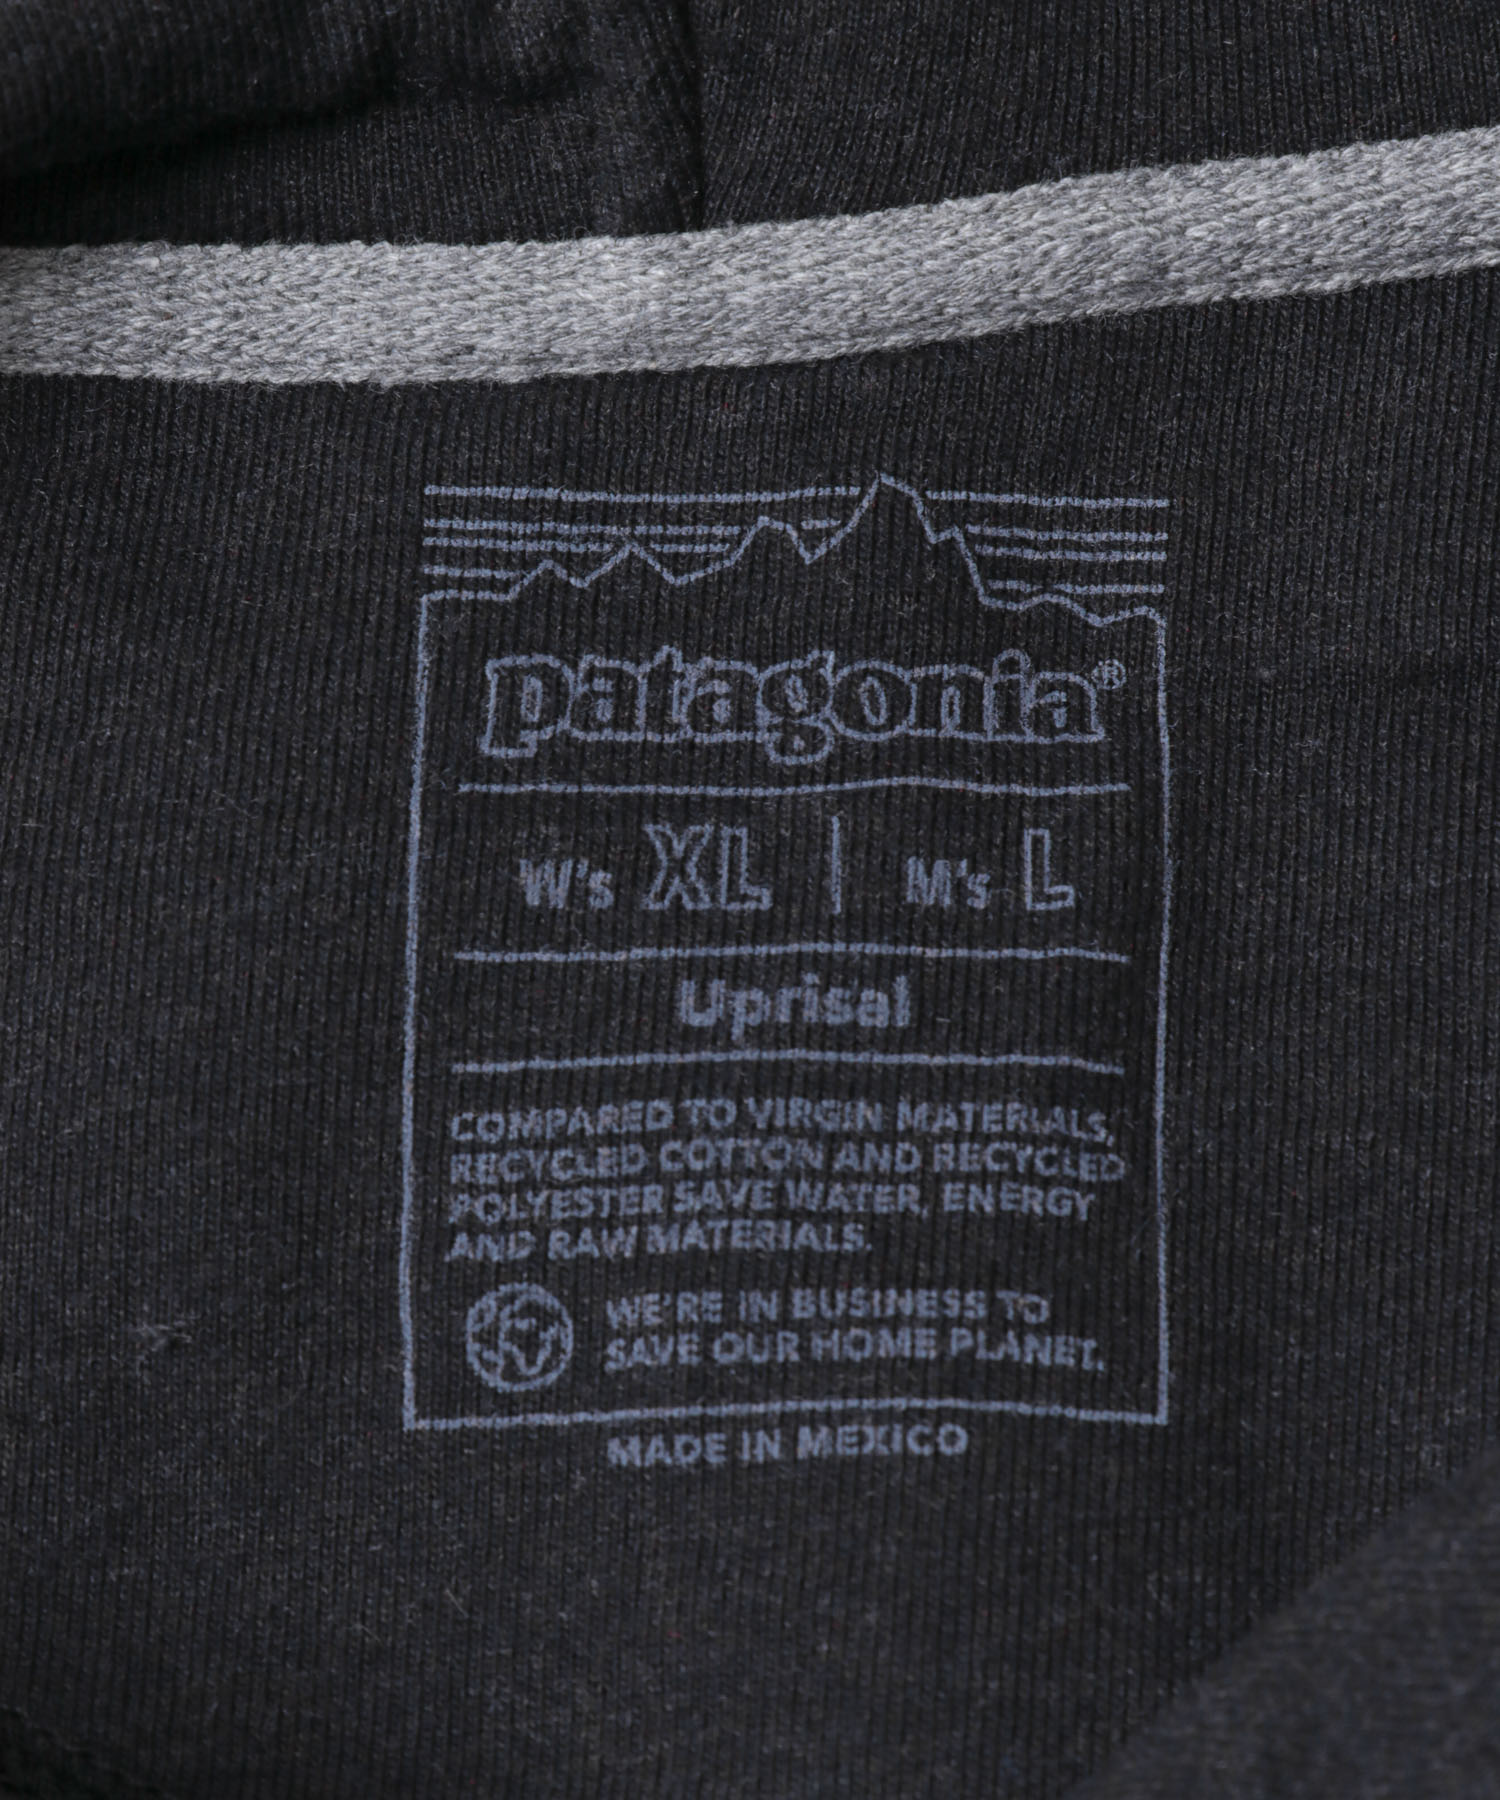 patagonia®
W's XL | M's L
Uprisal
COMPARED TO VIRGIN MATERIALS,
RECYCLED COTTON AND RECYCLED
POLYESTER SAVE WATER, ENERGY
AND RAW MATERIALS.
WE'RE IN BUSINESS TO
SAVE OUR HOME PLANET.
MADE IN MEXICO